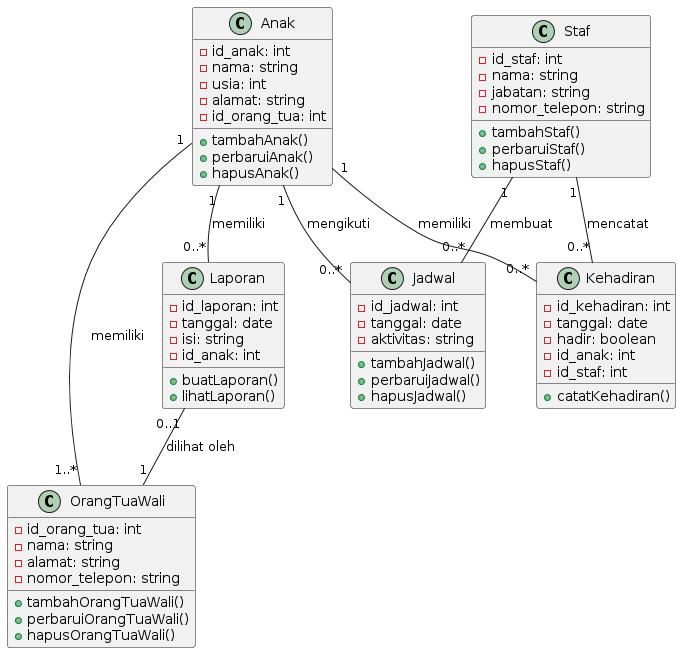 C Anak
id_anak: int
nama: string
usia: int
alamat: string
id_orang_tua: int
tambahAnak()
perbaruiAnak()
hapusAnak()
C Staf
id_staf: int
nama: string
jabatan: string
nomor_telepon: string
tambahStaf()
perbaruiStaf()
hapusStaf()
1
memiliki
1..*
1
memiliki
0..*
1
mengikuti
0..*
1
memiliki
0..*
1
membuat
0..*
1
mencatat
0..*
C Laporan
id_laporan: int
tanggal: date
isi: string
id_anak: int
buatLaporan()
lihatLaporan()
C Jadwal
id_jadwal: int
tanggal: date
aktivitas: string
tambahJadwal()
perbaruiJadwal()
hapusJadwal()
C Kehadiran
id_kehadiran: int
tanggal: date
hadir: boolean
id_anak: int
id_staf: int
catatKehadiran()
0..1
dilihat oleh
1
C OrangTuaWali
id_orang_tua: int
nama: string
alamat: string
nomor_telepon: string
tambahOrangTuaWali()
perbaruiOrangTuaWali()
hapusOrangTuaWali()